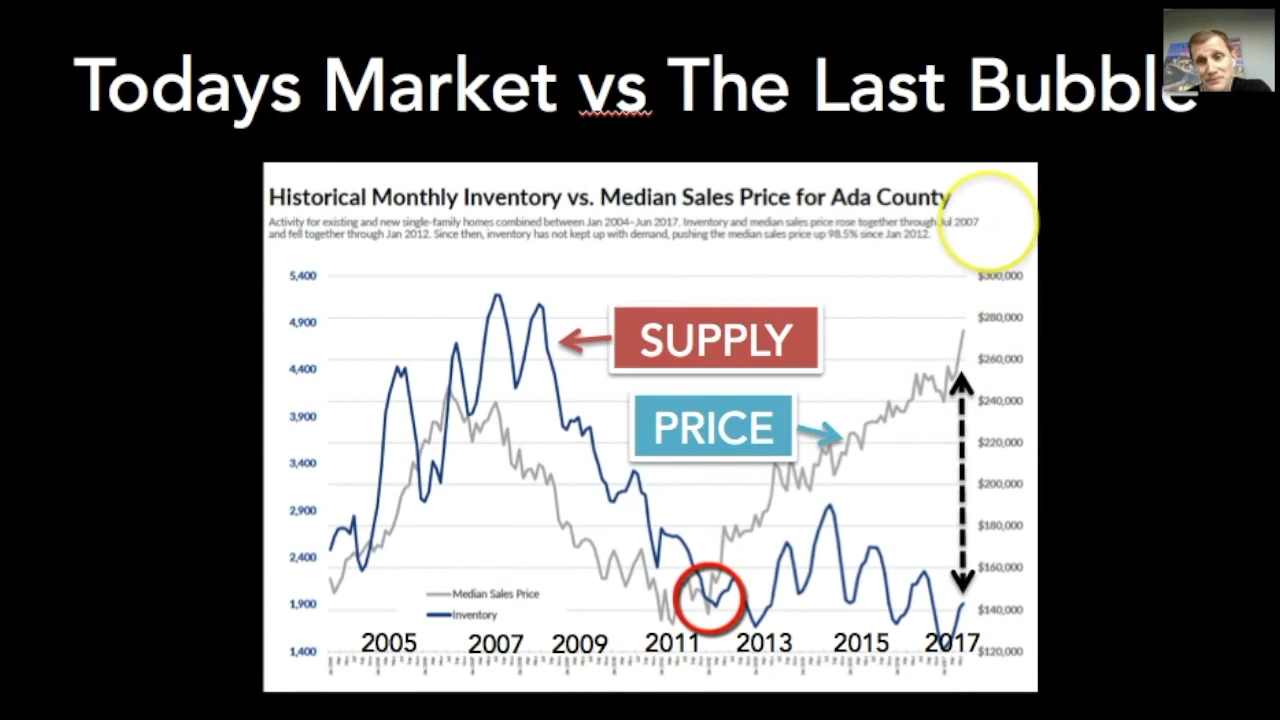 Todays Market vs The Last Bubble
Historical Monthly Inventory vs. Median Sales Price for Ada County
Activity for existing and new single-family homes combined between Jan 2004–Jun 2017. Inventory and median sales price rose together through Jul 2007
and fell together through Jan 2012. Since then, inventory has not kept up with demand, pushing the median sales price up 98.5% since Jan 2012.
5,400 $300,000
4,900 $280,000
4,400 $260,000
3,900 $240,000
3,400 $220,000
2,900 $200,000
2,400 $180,000
1,900 $160,000
1,400 $140,000
$120,000
SUPPLY
PRICE
Median Sales Price
Inventory
2005 2007 2009 2011 2013 2015 2017